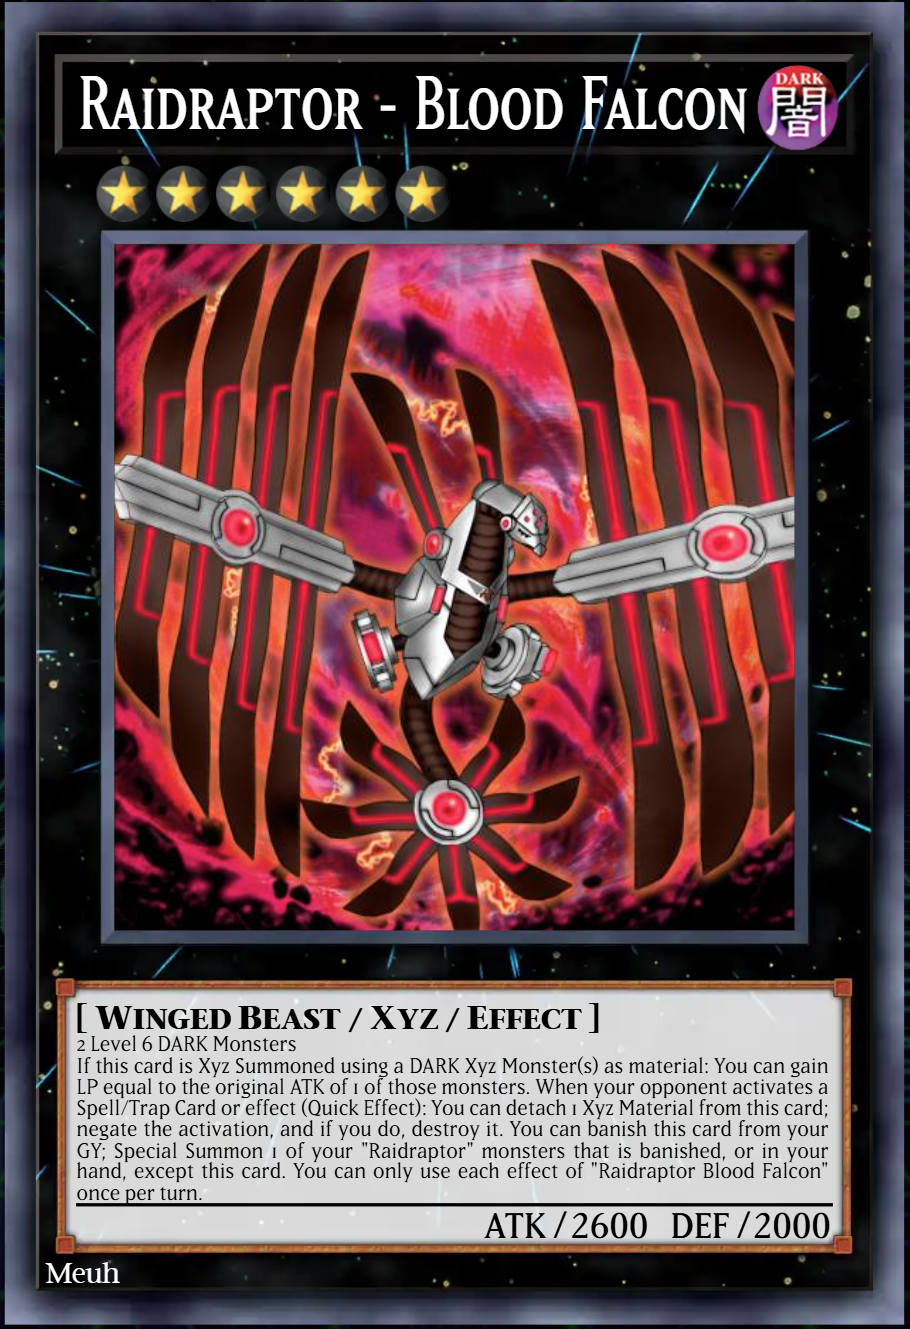 Raidraptor - Blood Falcon
DARK
闇
[ Winged Beast / Xyz / Effect ]
2 Level 6 DARK Monsters
If this card is Xyz Summoned using a DARK Xyz Monster(s) as material: You can gain
LP equal to the original ATK of 1 of those monsters. When your opponent activates a
Spell/Trap Card or effect (Quick Effect): You can detach 1 Xyz Material from this card;
negate the activation, and if you do, destroy it. You can banish this card from your
GY; Special Summon 1 of your "Raidraptor" monsters that is banished, or in your
hand, except this card. You can only use each effect of "Raidraptor Blood Falcon"
once per turn.
ATK/2600 DEF/2000
Meuh